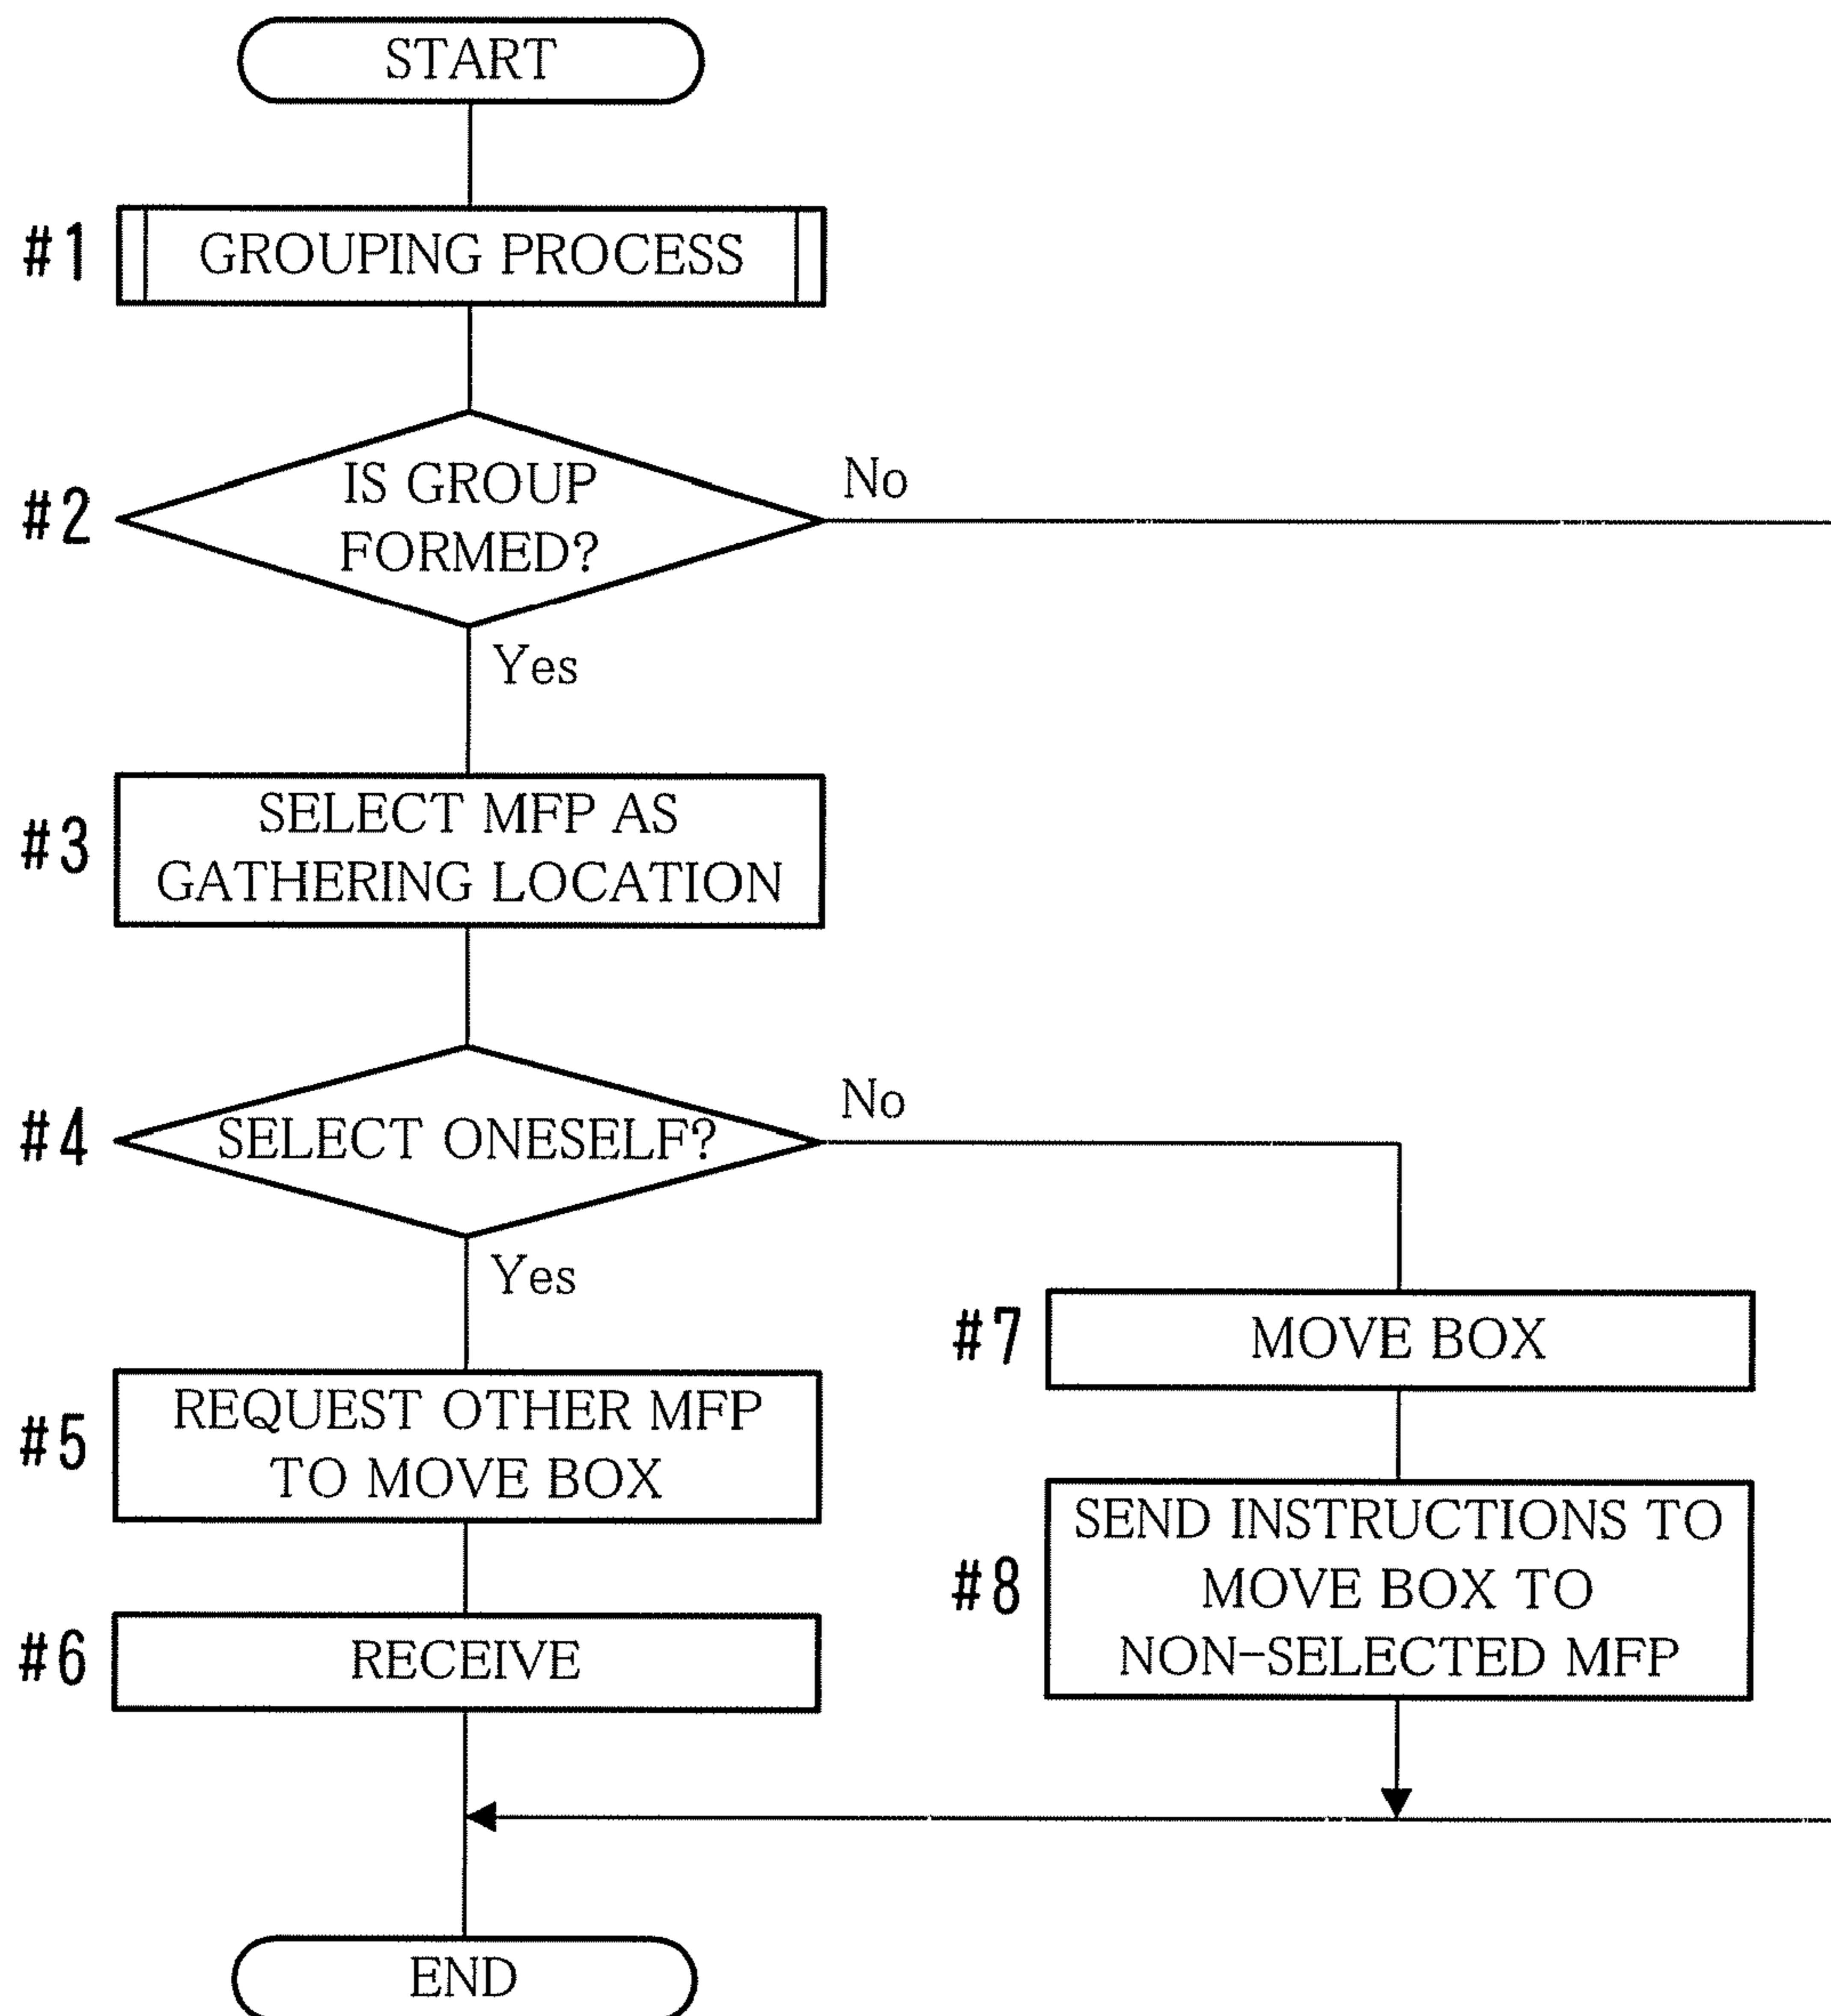 START
#1
GROUPING PROCESS
#2
IS GROUP
FORMED?
No
Yes
#3
SELECT MFP AS
GATHERING LOCATION
#4
SELECT ONESELF?
No
Yes
#5
REQUEST OTHER MFP
TO MOVE BOX
#6
RECEIVE
#7
MOVE BOX
#8
SEND INSTRUCTIONS TO
MOVE BOX TO
NON-SELECTED MFP
END